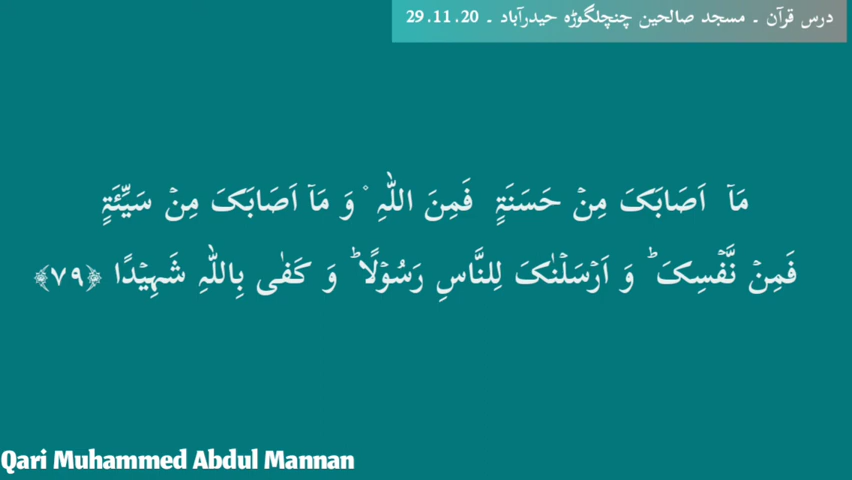 درس قرآن ۔ مسجد صالحین چنچلگوڑہ حیدرآباد ۔ 29.11.20
مَاۤ اَصَابَکَ مِنۡ حَسَنَۃٍ فَمِنَ اللّٰہِ ۫ وَ مَاۤ اَصَابَکَ مِنۡ سَیِّئَۃٍ
فَمِنۡ نَّفۡسِکَ ؕ وَ اَرۡسَلۡنٰکَ لِلنَّاسِ رَسُوۡلًا ؕ وَ کَفٰی بِاللّٰہِ شَہِیۡدًا ﴿۷۹﴾
Qari Muhammed Abdul Mannan